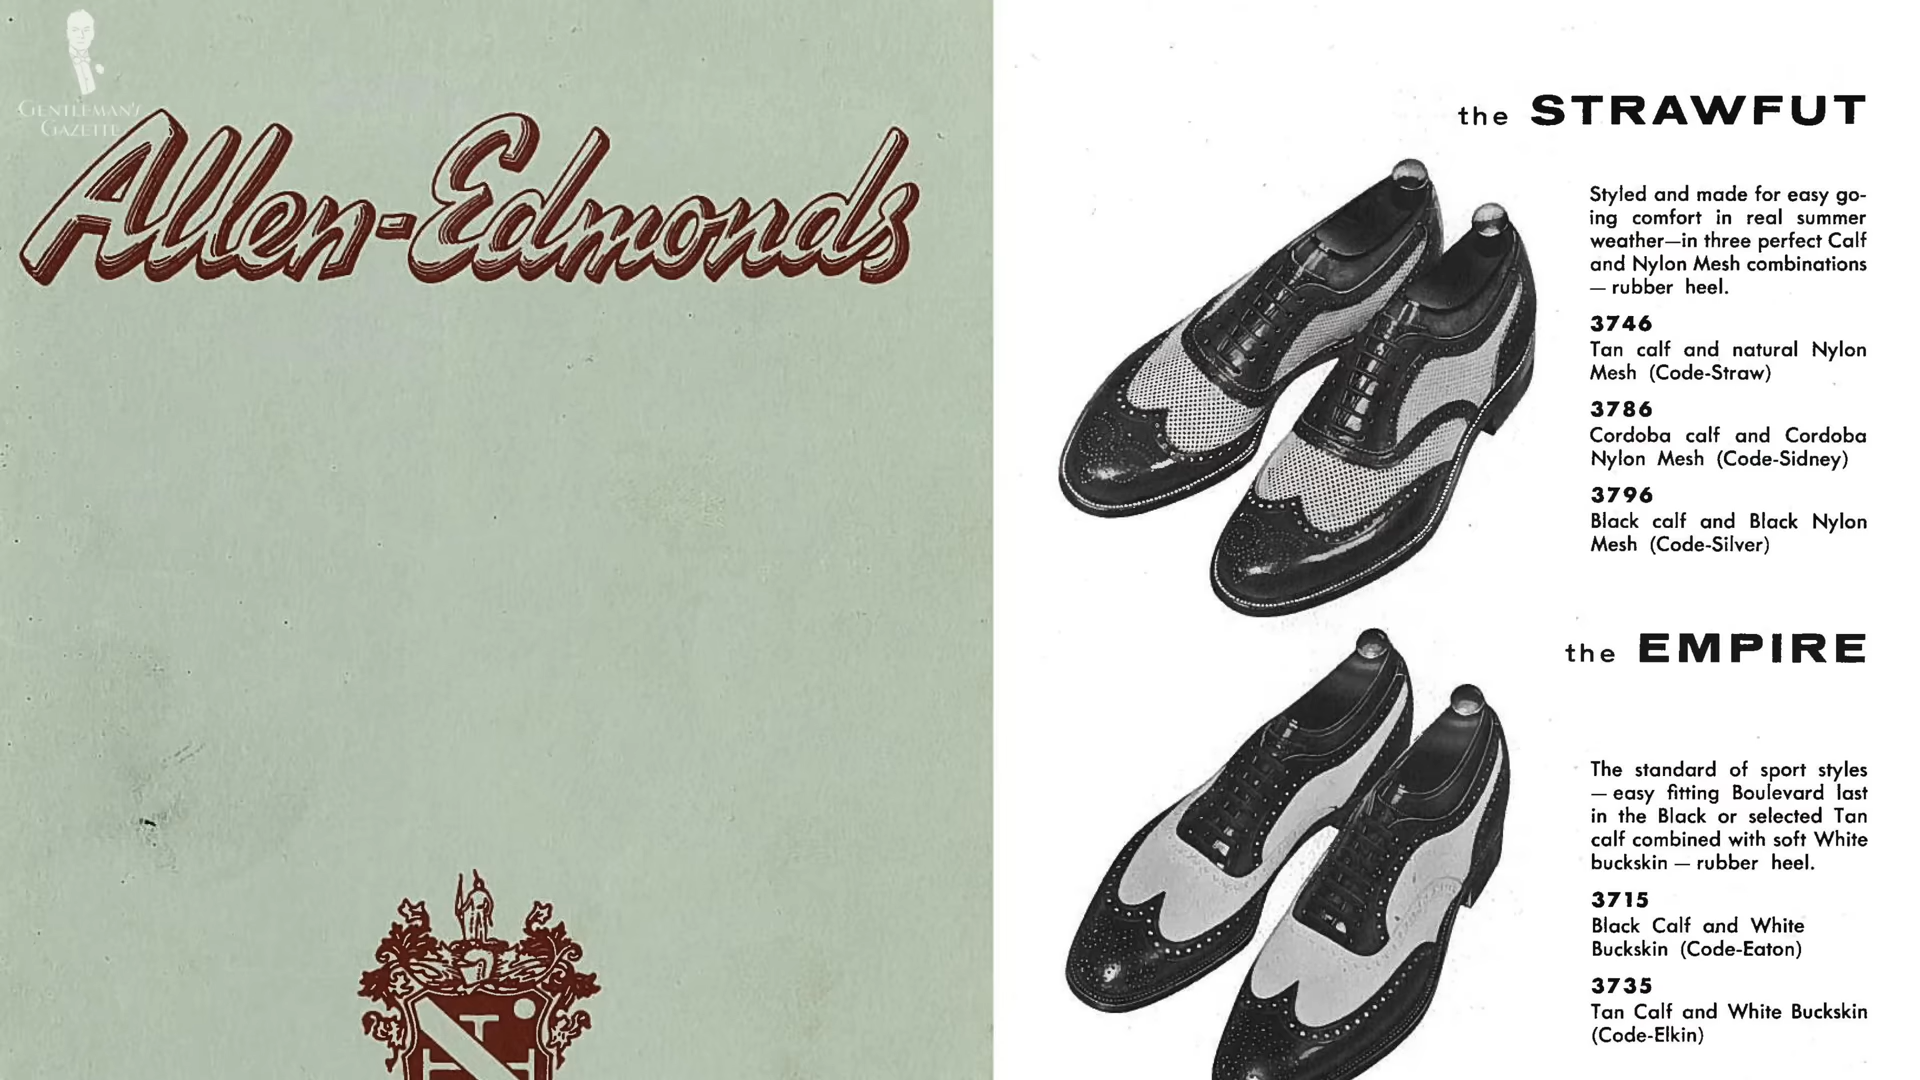 GENTLEMAN'S
GAZETTE
Allen-Edmonds
the STRAWFUT
Styled and made for easy go-
ing comfort in real summer
weather—in three perfect Calf
and Nylon Mesh combinations
— rubber heel.
3746
Tan calf and natural Nylon
Mesh (Code-Straw)
3786
Cordoba calf and Cordoba
Nylon Mesh (Code-Sidney)
3796
Black calf and Black Nylon
Mesh (Code-Silver)
the EMPIRE
The standard of sport styles
— easy fitting Boulevard last
in the Black or selected Tan
calf combined with soft White
buckskin — rubber heel.
3715
Black Calf and White
Buckskin (Code-Eaton)
3735
Tan Calf and White Buckskin
(Code-Elkin)